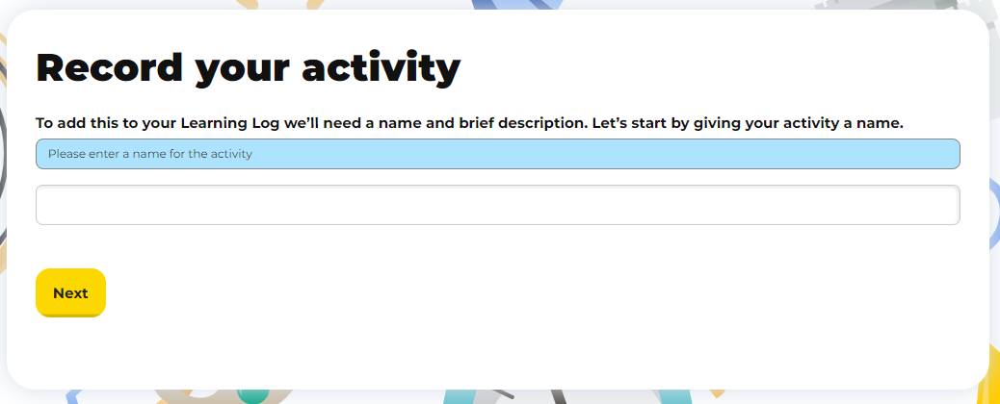 Record your activity
To add this to your Learning Log we’ll need a name and brief description. Let’s start by giving your activity a name.
Please enter a name for the activity
Next